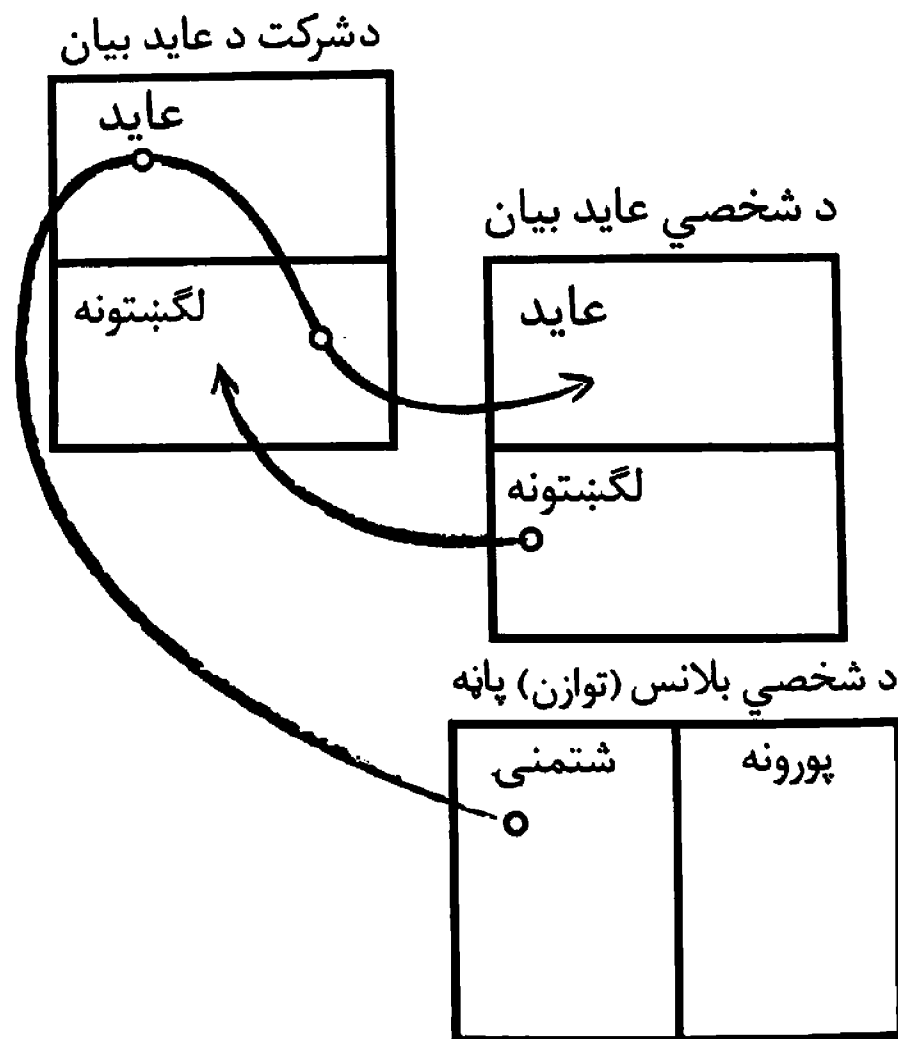 دشرکت د عاید بیان
عاید
لګښتونه
د شخصي عاید بیان
عاید
لګښتونه
د شخصي بلانس (توازن) پاڼه
شتمنی
پورونه